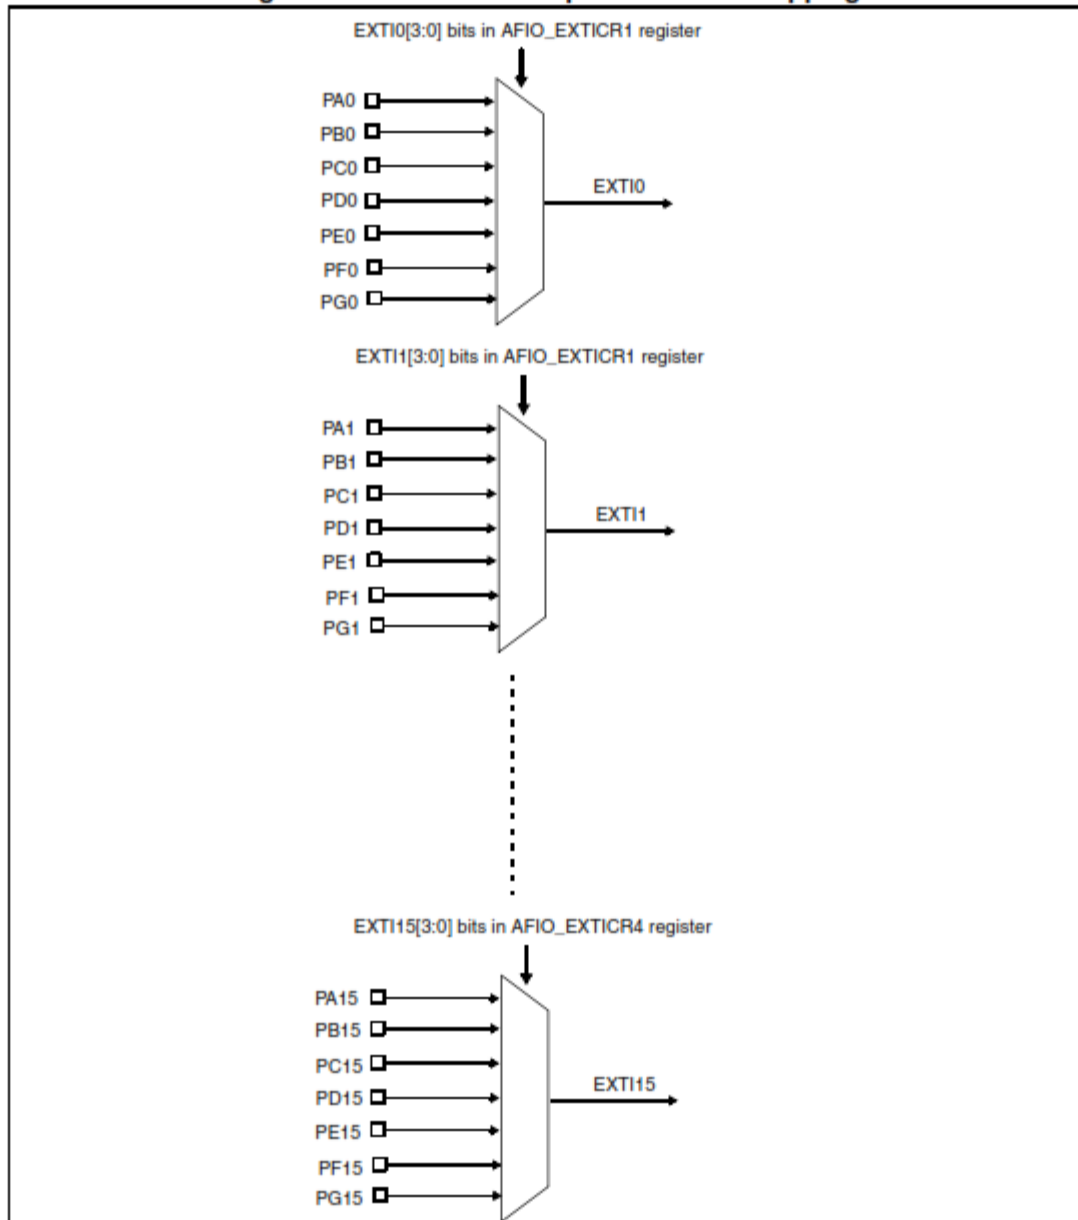 EXTI0[3:0] bits in AFIO_EXTICR1 register
PA0
PB0
PC0
PD0
PE0
PF0
PG0
EXTI0
EXTI1[3:0] bits in AFIO_EXTICR1 register
PA1
PB1
PC1
PD1
PE1
PF1
PG1
EXTI1
EXTI15[3:0] bits in AFIO_EXTICR4 register
PA15
PB15
PC15
PD15
PE15
PF15
PG15
EXTI15